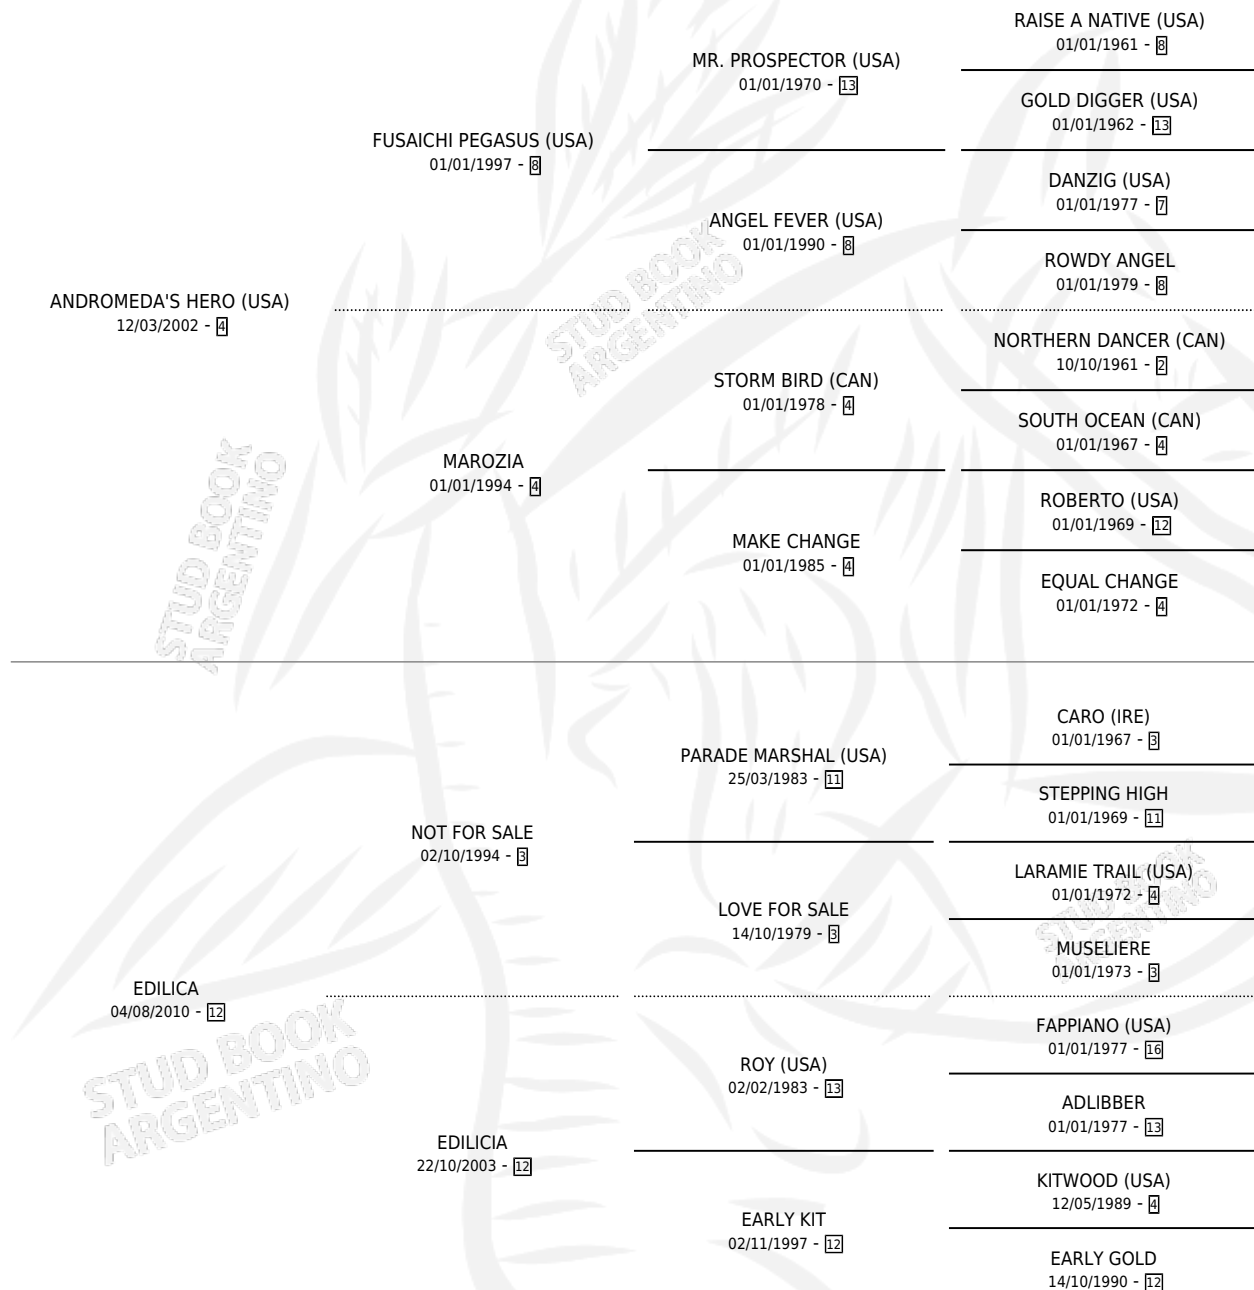 RAISE A NATIVE (USA)
01/01/1961 - 8
MR. PROSPECTOR (USA)
01/01/1970 - 13
GOLD DIGGER (USA)
01/01/1962 - 13
FUSAICHI PEGASUS (USA)
01/01/1997 - 8
DANZIG (USA)
01/01/1977 - 7
ANGEL FEVER (USA)
01/01/1990 - 8
ROWDY ANGEL
01/01/1979 - 8
ANDROMEDA'S HERO (USA)
12/03/2002 - 4
NORTHERN DANCER (CAN)
10/10/1961 - 2
STORM BIRD (CAN)
01/01/1978 - 4
SOUTH OCEAN (CAN)
01/01/1967 - 4
MAROZIA
01/01/1994 - 4
ROBERTO (USA)
01/01/1969 - 12
MAKE CHANGE
01/01/1985 - 4
EQUAL CHANGE
01/01/1972 - 4
CARO (IRE)
01/01/1967 - 3
PARADE MARSHAL (USA)
25/03/1983 - 11
STEPPING HIGH
01/01/1969 - 11
NOT FOR SALE
02/10/1994 - 3
LARAMIE TRAIL (USA)
01/01/1972 - 4
LOVE FOR SALE
14/10/1979 - 3
MUSELIERE
01/01/1973 - 3
EDILICA
04/08/2010 - 12
FAPPIANO (USA)
01/01/1977 - 16
ROY (USA)
02/02/1983 - 13
ADLIBBER
01/01/1977 - 13
EDILICIA
22/10/2003 - 12
KITWOOD (USA)
12/05/1989 - 4
EARLY KIT
02/11/1997 - 12
EARLY GOLD
14/10/1990 - 12
STUD BOOK
ARGENTINO
STUD BOOK
ARGENTINO
STUD BOOK
ARGENTINO
STUD BOOK
ARGENTINO